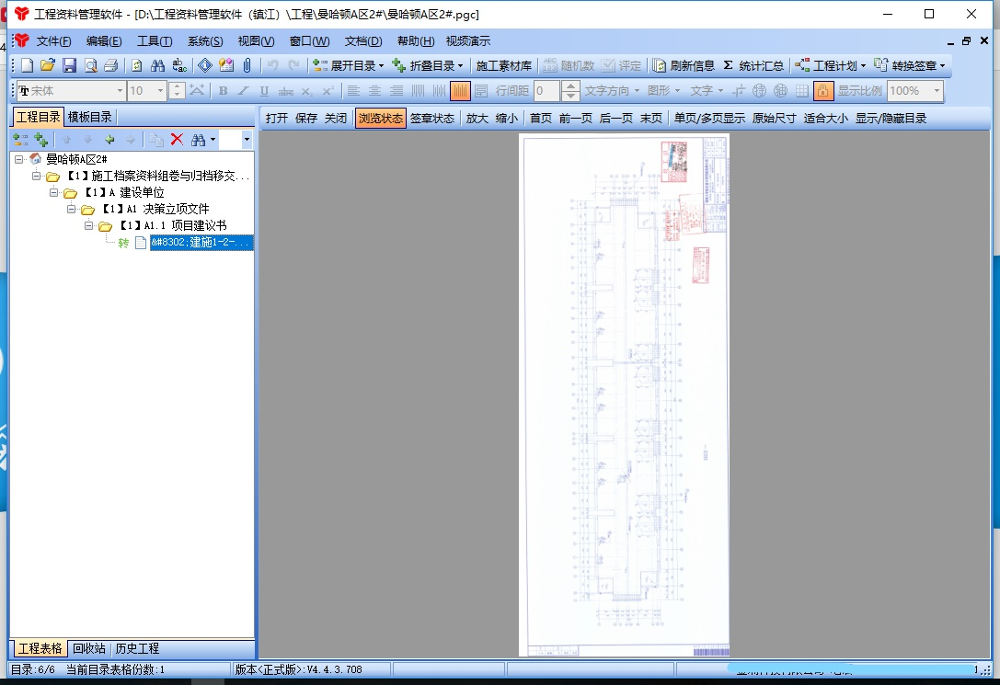 工程资料管理软件 - [D:\工程资料管理软件（镇江）\工程\曼哈顿A区2#\曼哈顿A区2#.pgc]
文件(F) 编辑(E) 工具(T) 系统(S) 视图(V) 窗口(W) 文档(D) 帮助(H) 视频演示
展开目录 折叠目录 施工素材库 随机数 评定 刷新信息 Σ 统计汇总 工程计划 转换签章
宋体 10 B I U abc 行间距 0 文字方向 图形 文字 显示比例 100%
工程目录 模板目录 打开 保存 关闭 浏览状态 签章状态 放大 缩小 首页 前一页 后一页 末页 单页/多页显示 原始尺寸 适合大小 显示/隐藏目录
曼哈顿A区2#
【1】施工档案资料组卷与归档移交...
【1】A 建设单位
【1】A1 决策立项文件
【1】A1.1 项目建议书
转 &#8302;建施1-2-...
工程表格 回收站 历史工程
目录:6/6 当前目录表格份数:1 版本<正式版>:V4.4.3.708